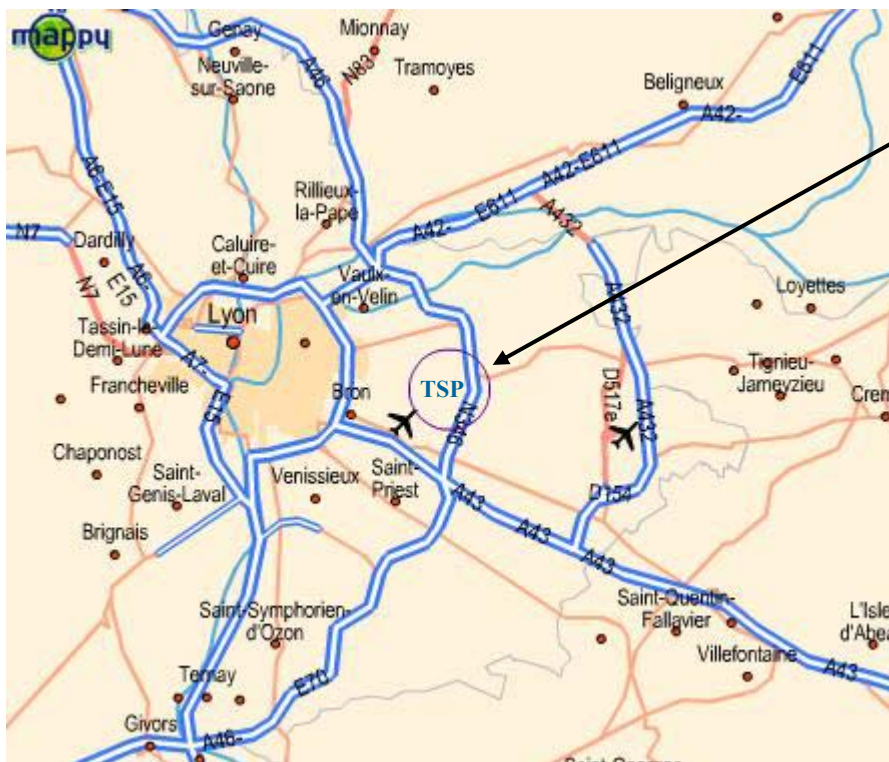 mappy
Genay
Mionnay
Neuville-
sur-Saone
A46
N83
Tramoyes
Beligneux
E611
A42-
A6-E15
A42-E611
E611
A42-
Rillieux-
la-Pape
A432
N7
Dardilly
A6-
E15
N7
Caluire-
et-Cuire
Vaulx-
en-Velin
A432
Loyettes
Lyon
Tassin-la-
Demi-Lune
A7-
E15
Francheville
Bron
TSP
N346
D517e
A432
Tignieu-
Jameyzieu
Crem
Chaponost
Saint-
Genis-Laval
Venissieux
Saint-
Priest
A43
D154
Brignais
A43
A43
Saint-Symphorien-
d'Ozon
Saint-Quentin-
Fallavier
L'Isle
d'Abea
Villefontaine
A43
Ternay
E70
Givors
A46-